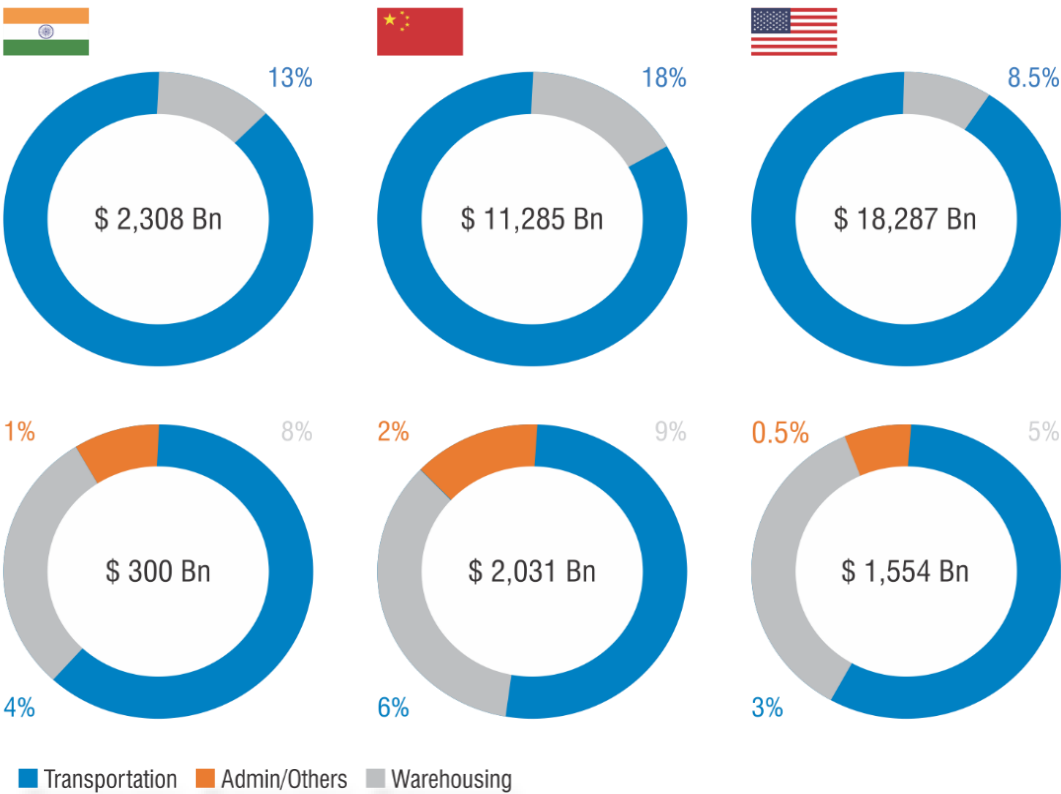 13%
18%
8.5%
$ 2,308 Bn
$ 11,285 Bn
$ 18,287 Bn
1%
8%
2%
9%
0.5%
5%
$ 300 Bn
$ 2,031 Bn
$ 1,554 Bn
4%
6%
3%
Transportation
Admin/Others
Warehousing